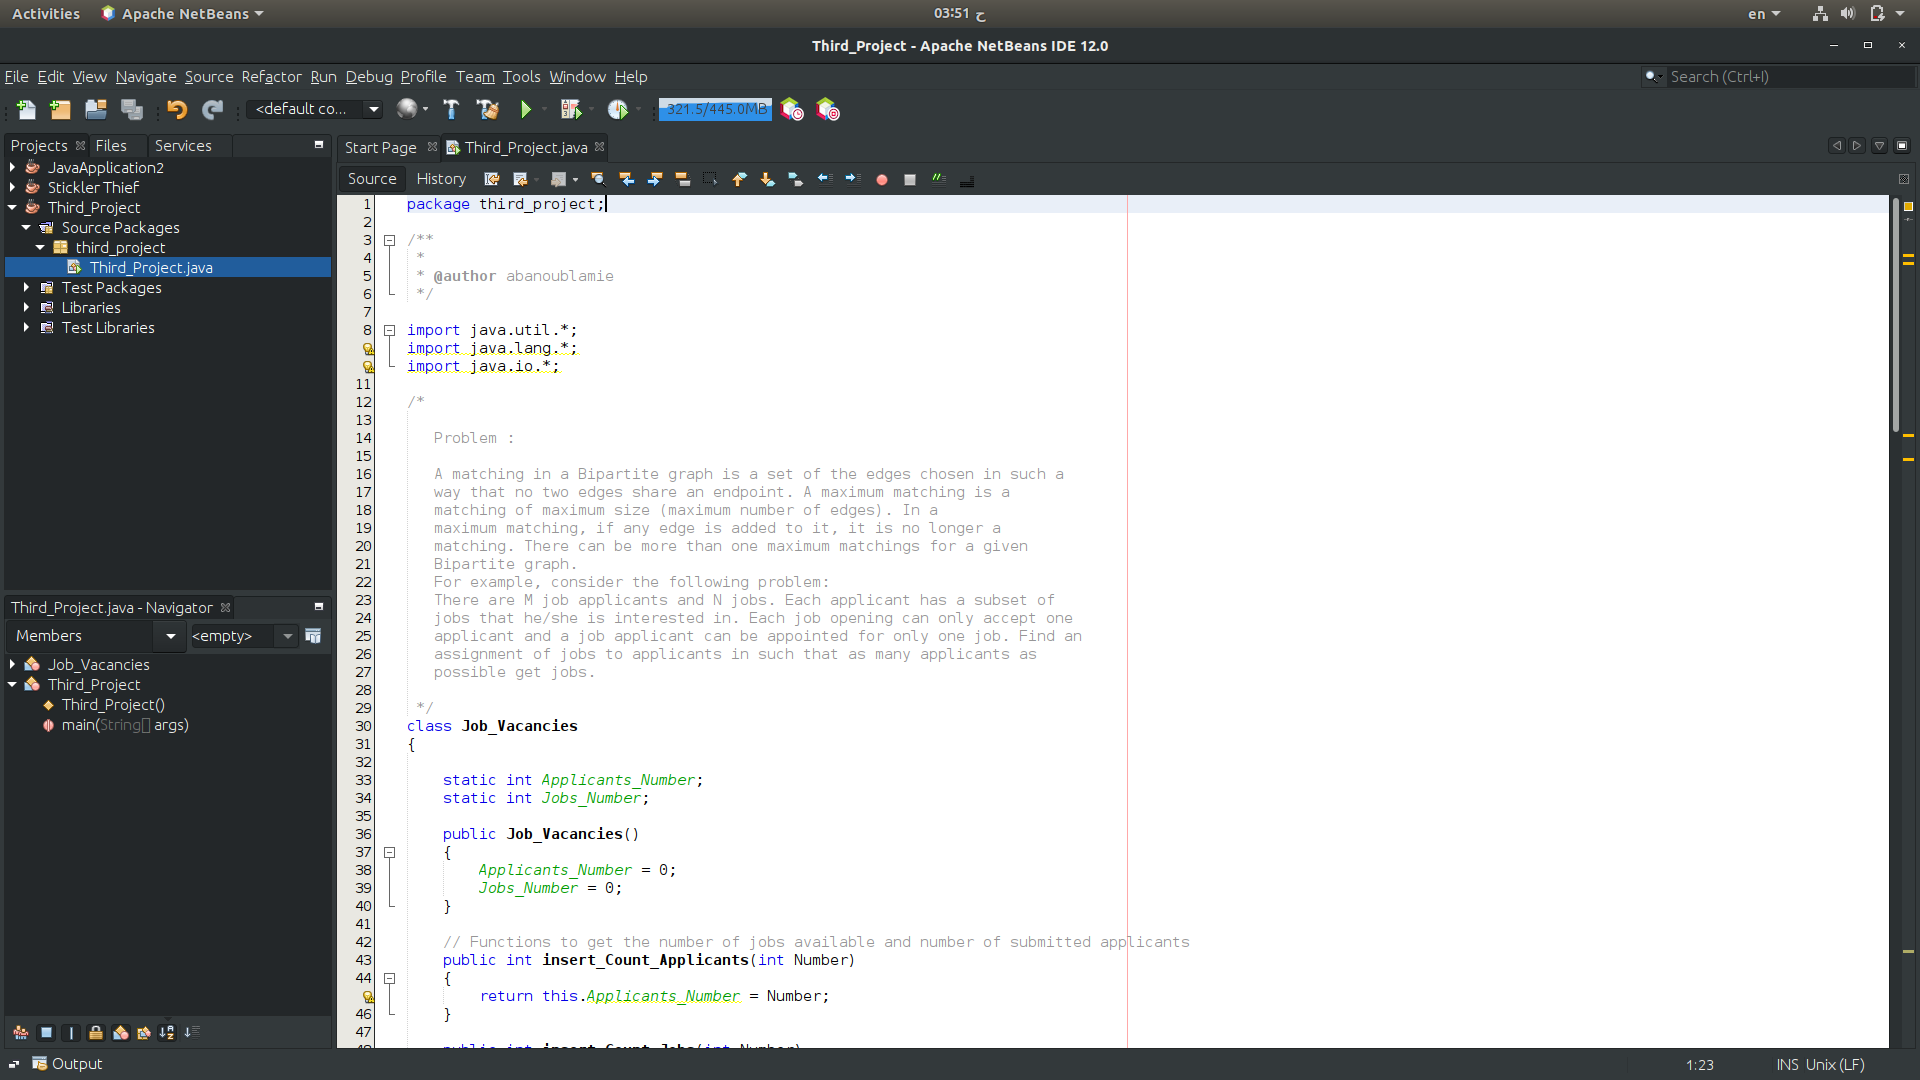 Activities Apache NetBeans 03:51 ح en
Third_Project - Apache NetBeans IDE 12.0
File Edit View Navigate Source Refactor Run Debug Profile Team Tools Window Help Search (Ctrl+I)
<default co... 321.5/445.0MB
Projects Files Services
JavaApplication2
Stickler Thief
Third_Project
Source Packages
third_project
Third_Project.java
Test Packages
Libraries
Test Libraries
Third_Project.java - Navigator
Members <empty>
Job_Vacancies
Third_Project
Third_Project()
main(String[] args)
Start Page Third_Project.java
Source History
1 package third_project;
2
3 /**
4 *
5 * @author abanoublamie
6 */
7
8 import java.util.*;
import java.lang.*;
import java.io.*;
11
12 /*
13
14 Problem :
15
16 A matching in a Bipartite graph is a set of the edges chosen in such a
17 way that no two edges share an endpoint. A maximum matching is a
18 matching of maximum size (maximum number of edges). In a
19 maximum matching, if any edge is added to it, it is no longer a
20 matching. There can be more than one maximum matchings for a given
21 Bipartite graph.
22 For example, consider the following problem:
23 There are M job applicants and N jobs. Each applicant has a subset of
24 jobs that he/she is interested in. Each job opening can only accept one
25 applicant and a job applicant can be appointed for only one job. Find an
26 assignment of jobs to applicants in such that as many applicants as
27 possible get jobs.
28
29 */
30 class Job_Vacancies
31 {
32
33 static int Applicants_Number;
34 static int Jobs_Number;
35
36 public Job_Vacancies()
37 {
38 Applicants_Number = 0;
39 Jobs_Number = 0;
40 }
41
42 // Functions to get the number of jobs available and number of submitted applicants
43 public int insert_Count_Applicants(int Number)
44 {
return this.Applicants_Number = Number;
46 }
47
48 public int insert_Count_Jobs(int Number)
Output 1:23 INS Unix (LF)